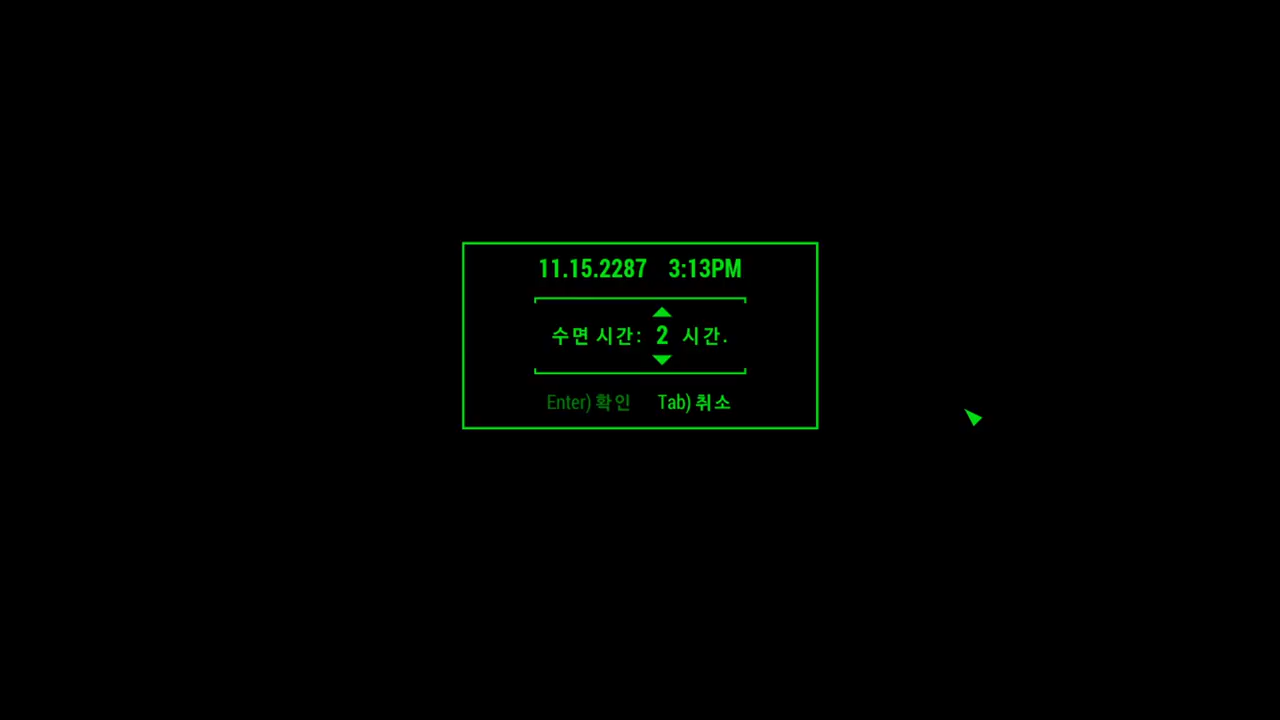 11.15.2287 3:13PM
수면 시간: 2 시간.
Enter) 확인 Tab) 취소